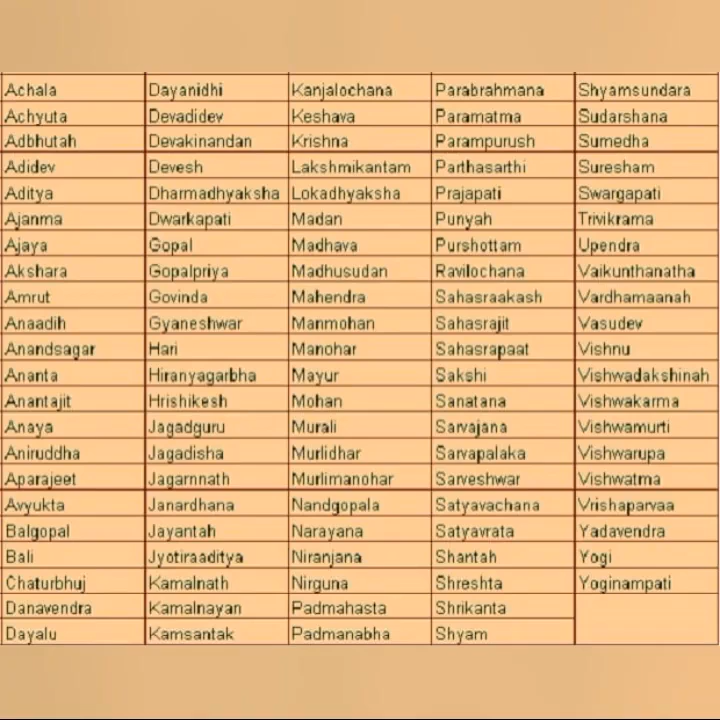 Achala Dayanidhi Kanjalochana Parabrahmana Shyamsundara
Achyuta Devadidev Keshava Paramatma Sudarshana
Adbhutah Devakinandan Krishna Parampurush Sumedha
Adidev Devesh Lakshmikantam Parthasarthi Suresham
Aditya Dharmadhyaksha Lokadhyaksha Prajapati Swargapati
Ajanma Dwarkapati Madan Punyah Trivikrama
Ajaya Gopal Madhava Purshottam Upendra
Akshara Gopalpriya Madhusudan Ravilochana Vaikunthanatha
Amrut Govinda Mahendra Sahasraakash Vardhamaanah
Anaadih Gyaneshwar Manmohan Sahasrajit Vasudev
Anandsagar Hari Manohar Sahasrapaat Vishnu
Ananta Hiranyagarbha Mayur Sakshi Vishwadakshinah
Anantajit Hrishikesh Mohan Sanatana Vishwakarma
Anaya Jagadguru Murali Sarvajana Vishwamurti
Aniruddha Jagadisha Murlidhar Sarvapalaka Vishwarupa
Aparajeet Jagannath Murlimanohar Sarveshwar Vishwatma
Avyukta Janardhana Nandgopala Satyavachana Vrishaparvaa
Balgopal Jayantah Narayana Satyavrata Yadavendra
Bali Jyotiraaditya Niranjana Shantah Yogi
Chaturbhuj Kamalnath Nirguna Shreshta Yoginampati
Danavendra Kamalnayan Padmahasta Shrikanta
Dayalu Kamsantak Padmanabha Shyam